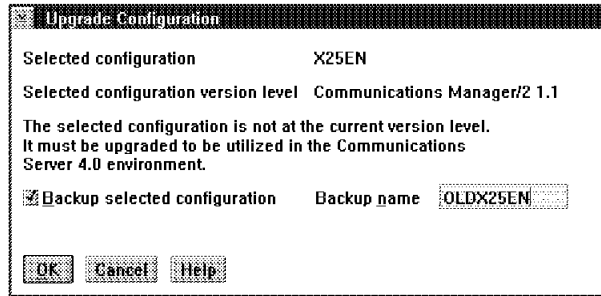 Upgrade Configuration
Selected configuration X25EN
Selected configuration version level Communications Manager/2 1.1
The selected configuration is not at the current version level.
It must be upgraded to be utilized in the Communications
Server 4.0 environment.
Backup selected configuration Backup name OLDX25EN
OK Cancel Help